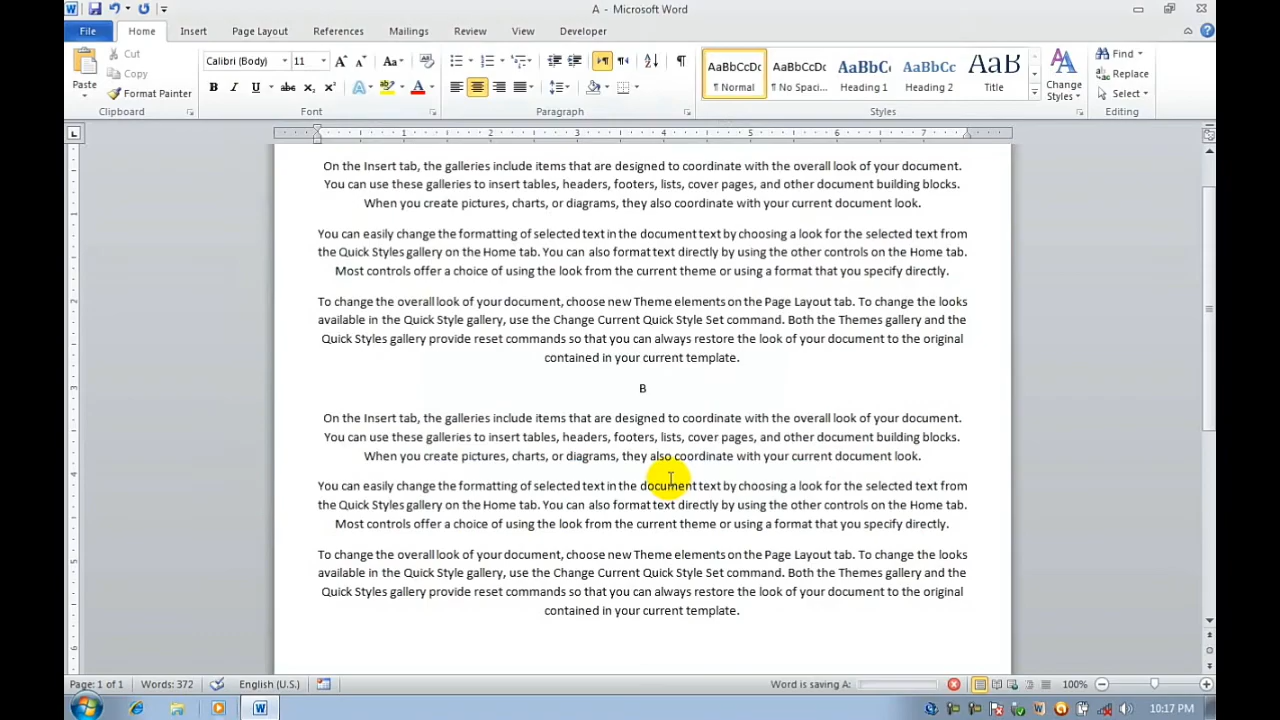 A - Microsoft Word
File Home Insert Page Layout References Mailings Review View Developer
Paste
Cut
Copy
Format Painter
Clipboard
Calibri (Body) 11
Font
Paragraph
AaBbCcDc AaBbCcDc AaBbC AaBbCc AaB
¶ Normal ¶ No Spaci... Heading 1 Heading 2 Title
Change
Styles
Styles
Find
Replace
Select
Editing
1 2 3 4 5 6 7
On the Insert tab, the galleries include items that are designed to coordinate with the overall look of your document.
You can use these galleries to insert tables, headers, footers, lists, cover pages, and other document building blocks.
When you create pictures, charts, or diagrams, they also coordinate with your current document look.
You can easily change the formatting of selected text in the document text by choosing a look for the selected text from
the Quick Styles gallery on the Home tab. You can also format text directly by using the other controls on the Home tab.
Most controls offer a choice of using the look from the current theme or using a format that you specify directly.
To change the overall look of your document, choose new Theme elements on the Page Layout tab. To change the looks
available in the Quick Style gallery, use the Change Current Quick Style Set command. Both the Themes gallery and the
Quick Styles gallery provide reset commands so that you can always restore the look of your document to the original
contained in your current template.
B
On the Insert tab, the galleries include items that are designed to coordinate with the overall look of your document.
You can use these galleries to insert tables, headers, footers, lists, cover pages, and other document building blocks.
When you create pictures, charts, or diagrams, they also coordinate with your current document look.
You can easily change the formatting of selected text in the document text by choosing a look for the selected text from
the Quick Styles gallery on the Home tab. You can also format text directly by using the other controls on the Home tab.
Most controls offer a choice of using the look from the current theme or using a format that you specify directly.
To change the overall look of your document, choose new Theme elements on the Page Layout tab. To change the looks
available in the Quick Style gallery, use the Change Current Quick Style Set command. Both the Themes gallery and the
Quick Styles gallery provide reset commands so that you can always restore the look of your document to the original
contained in your current template.
Page: 1 of 1 Words: 372 English (U.S.) Word is saving A: 100%
10:17 PM